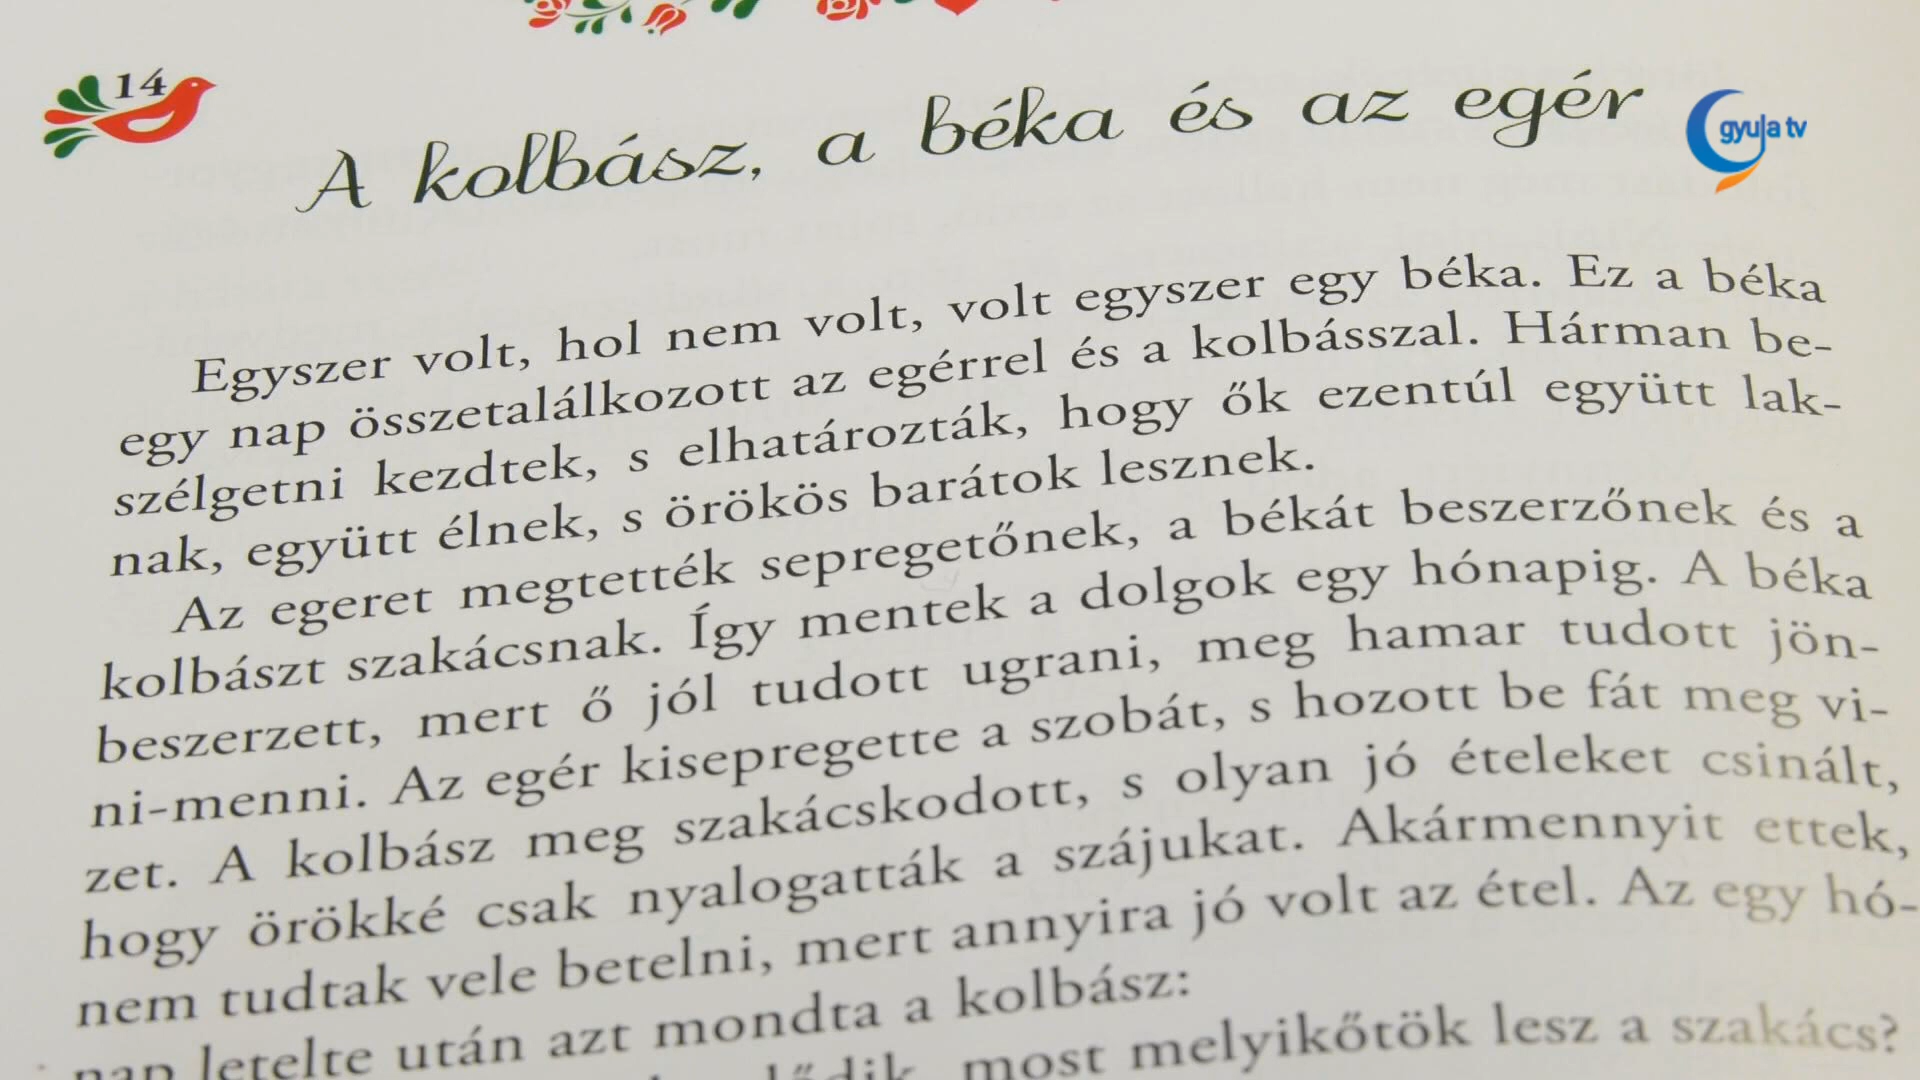 14
A kolbász, a béka és az egér
gyula tv
Egyszer volt, hol nem volt, volt egyszer egy béka. Ez a béka
egy nap összetalálkozott az egérrel és a kolbásszal. Hárman be-
szélgetni kezdtek, s elhatározták, hogy ők ezentúl együtt lak-
nak, együtt élnek, s örökös barátok lesznek.
Az egeret megtették sepregetőnek, a békát beszerzőnek és a
kolbászt szakácsnak. Így mentek a dolgok egy hónapig. A béka
beszerzett, mert ő jól tudott ugrani, meg hamar tudott jön-
ni-menni. Az egér kisepregette a szobát, s hozott be fát meg vi-
zet. A kolbász meg szakácskodott, s olyan jó ételeket csinált,
hogy örökké csak nyalogatták a szájukat. Akármennyit ettek,
nem tudtak vele betelni, mert annyira jó volt az étel. Az egy hó-
nap letelte után azt mondta a kolbász:
most melyikőtök lesz a szakács?